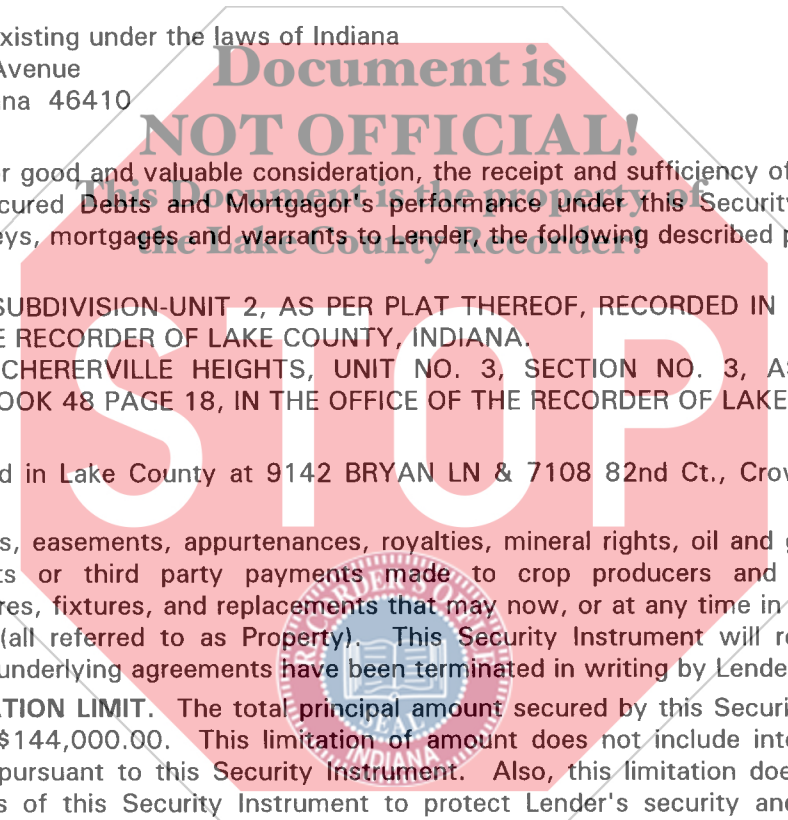 xisting under the laws of Indiana
Avenue
na 46410
Document is
NOT OFFICIAL!
This Document is the property of
the Lake County Recorder!
r good and valuable consideration, the receipt and sufficiency of
cured Debts and Mortgagor's performance under this Security
eys, mortgages and warrants to Lender, the following described p
SUBDIVISION-UNIT 2, AS PER PLAT THEREOF, RECORDED IN
E RECORDER OF LAKE COUNTY, INDIANA.
CHERERVILLE HEIGHTS, UNIT NO. 3, SECTION NO. 3, AS
OOK 48 PAGE 18, IN THE OFFICE OF THE RECORDER OF LAKE
STOP
d in Lake County at 9142 BRYAN LN & 7108 82nd Ct., Crow
s, easements, appurtenances, royalties, mineral rights, oil and g
ts or third party payments made to crop producers and
res, fixtures, and replacements that may now, or at any time in
(all referred to as Property). This Security Instrument will re
underlying agreements have been terminated in writing by Lende
ATION LIMIT. The total principal amount secured by this Securi
$144,000.00. This limitation of amount does not include inte
pursuant to this Security Instrument. Also, this limitation doe
s of this Security Instrument to protect Lender's security and
RECORDER'S OFFICE
SEAL
INDIANA